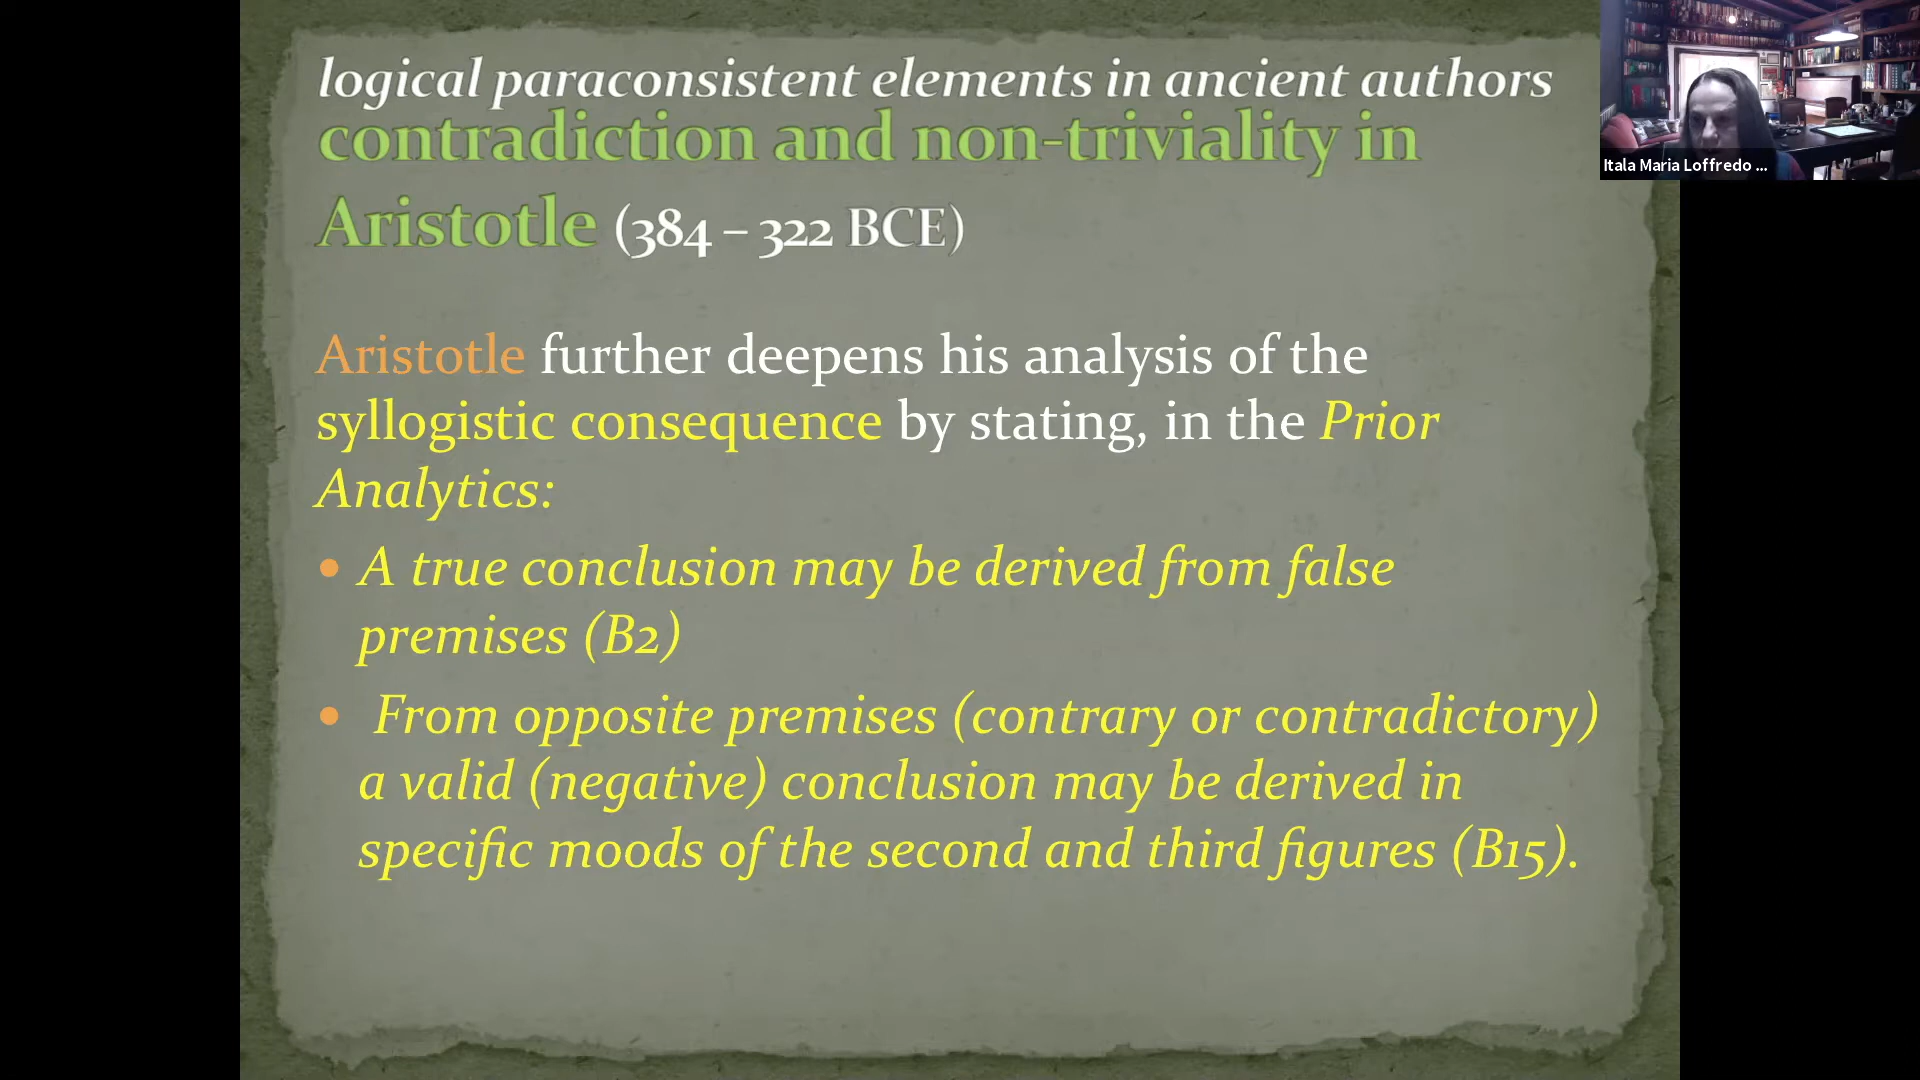 logical paraconsistent elements in ancient authors
contradiction and non-triviality in
Aristotle (384 – 322 BCE)
Aristotle further deepens his analysis of the
syllogistic consequence by stating, in the Prior
Analytics:
• A true conclusion may be derived from false
premises (B2)
• From opposite premises (contrary or contradictory)
a valid (negative) conclusion may be derived in
specific moods of the second and third figures (B15).
Itala Maria Loffredo ...